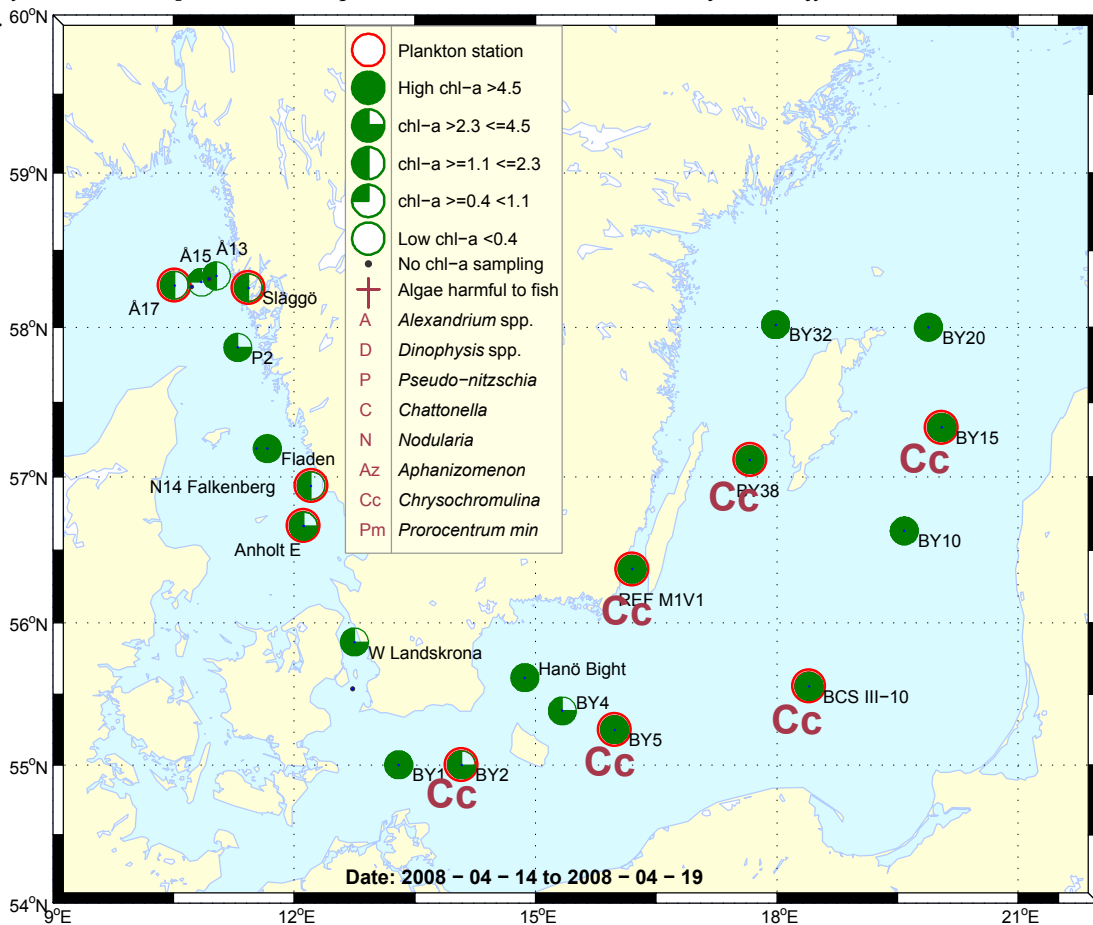 60°N
59°N
58°N
57°N
56°N
55°N
54°N
9°E
12°E
15°E
18°E
21°E
Plankton station
High chl−a >4.5
chl−a >2.3 <=4.5
chl−a >=1.1 <=2.3
chl−a >=0.4 <1.1
Low chl−a <0.4
No chl−a sampling
Algae harmful to fish
A Alexandrium spp.
D Dinophysis spp.
P Pseudo−nitzschia
C Chattonella
N Nodularia
Az Aphanizomenon
Cc Chrysochromulina
Pm Prorocentrum min
Å13
Å15
Å17
Släggö
P2
Fladen
N14 Falkenberg
Anholt E
W Landskrona
Hanö Bight
BY4
BY5
Cc
BY1
BY2
Cc
BY32
BY20
BY15
Cc
BY38
Cc
BY10
REF M1V1
Cc
BCS III−10
Cc
Date: 2008 − 04 − 14 to 2008 − 04 − 19